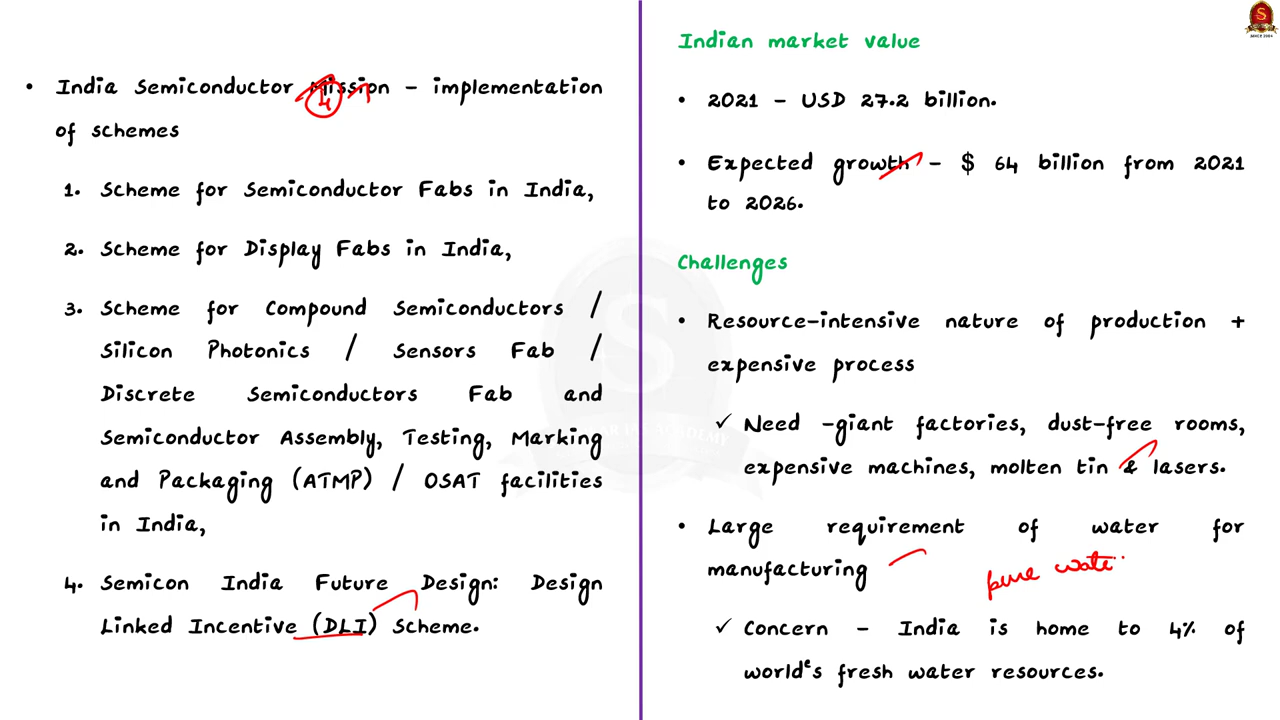 India Semiconductor Mission - implementation
of schemes
4
1. Scheme for Semiconductor Fabs in India,
2. Scheme for Display Fabs in India,
3. Scheme for Compound Semiconductors /
Silicon Photonics / Sensors Fab /
Discrete Semiconductors Fab and
Semiconductor Assembly, Testing, Marking
and Packaging (ATMP) / OSAT facilities
in India,
4. Semicon India Future Design: Design
Linked Incentive (DLI) Scheme.
Indian market value
2021 - USD 27.2 billion.
Expected growth - $ 64 billion from 2021
to 2026.
Challenges
Resource-intensive nature of production +
expensive process
✓ Need -giant factories, dust-free rooms,
expensive machines, molten tin & lasers.
Large requirement of water for
manufacturing
pure wate
✓ Concern - India is home to 4% of
world's fresh water resources.
S
SINCE 2004